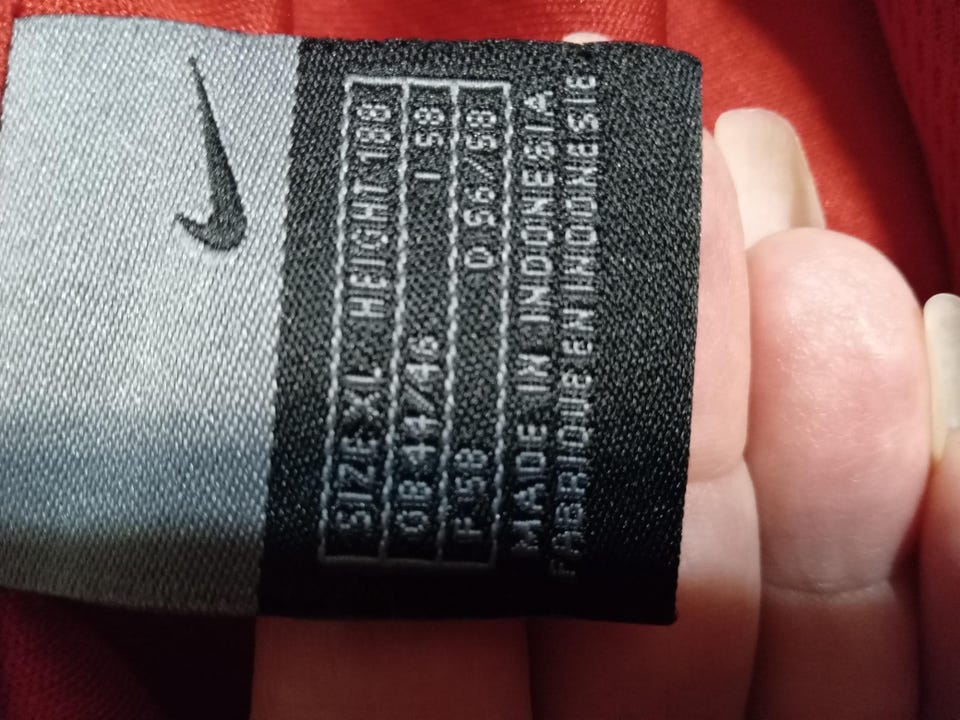 SIZE XL HEIGHT 188
GB 44/46 I 58
F 58 D 56/58
MADE IN INDONESIA
FABRIQUE EN INDONESIE